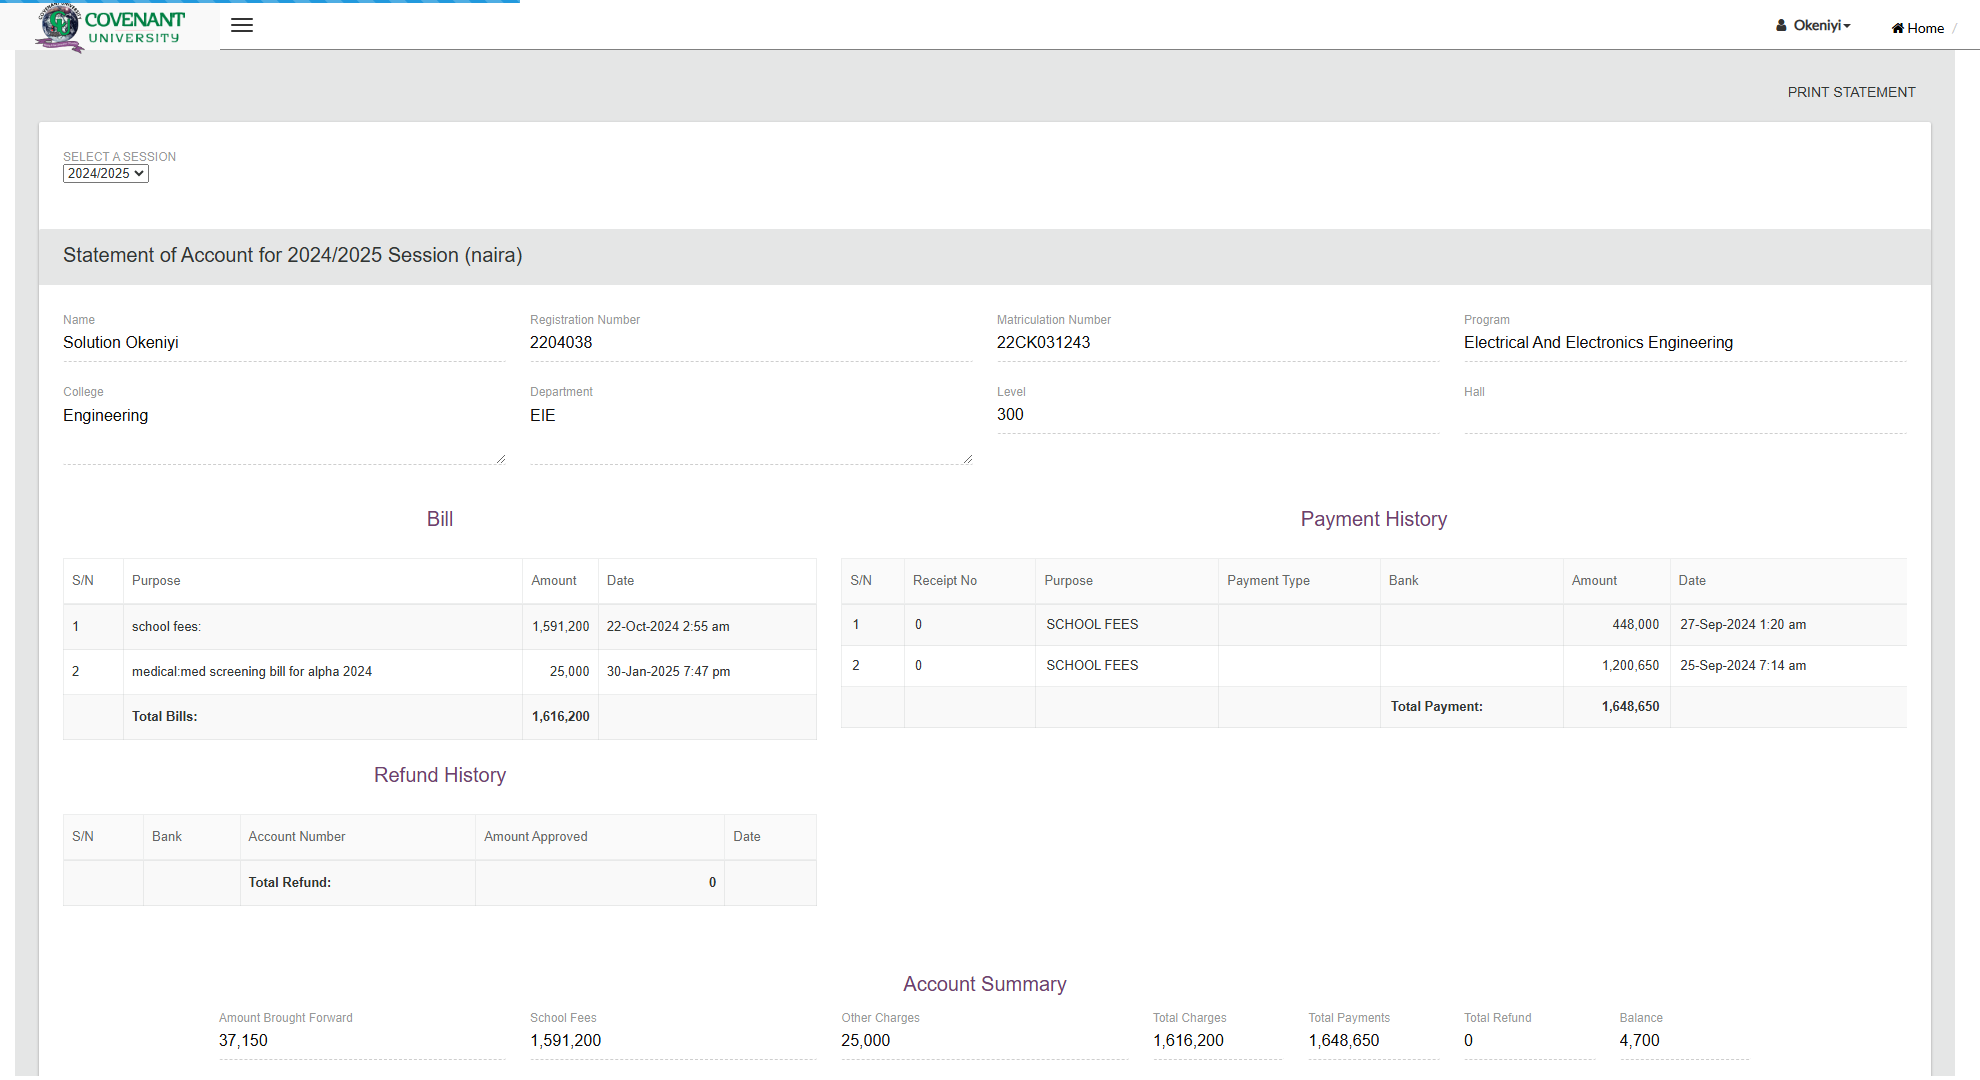 COVENANT
UNIVERSITY
Okeniyi
Home /
PRINT STATEMENT
SELECT A SESSION
2024/2025
Statement of Account for 2024/2025 Session (naira)
Name Registration Number Matriculation Number Program
Solution Okeniyi 2204038 22CK031243 Electrical And Electronics Engineering
College Department Level Hall
Engineering EIE 300
Bill
S/N Purpose Amount Date
1 school fees: 1,591,200 22-Oct-2024 2:55 am
2 medical:med screening bill for alpha 2024 25,000 30-Jan-2025 7:47 pm
Total Bills: 1,616,200
Payment History
S/N Receipt No Purpose Payment Type Bank Amount Date
1 0 SCHOOL FEES 448,000 27-Sep-2024 1:20 am
2 0 SCHOOL FEES 1,200,650 25-Sep-2024 7:14 am
Total Payment: 1,648,650
Refund History
S/N Bank Account Number Amount Approved Date
Total Refund: 0
Account Summary
Amount Brought Forward School Fees Other Charges Total Charges Total Payments Total Refund Balance
37,150 1,591,200 25,000 1,616,200 1,648,650 0 4,700